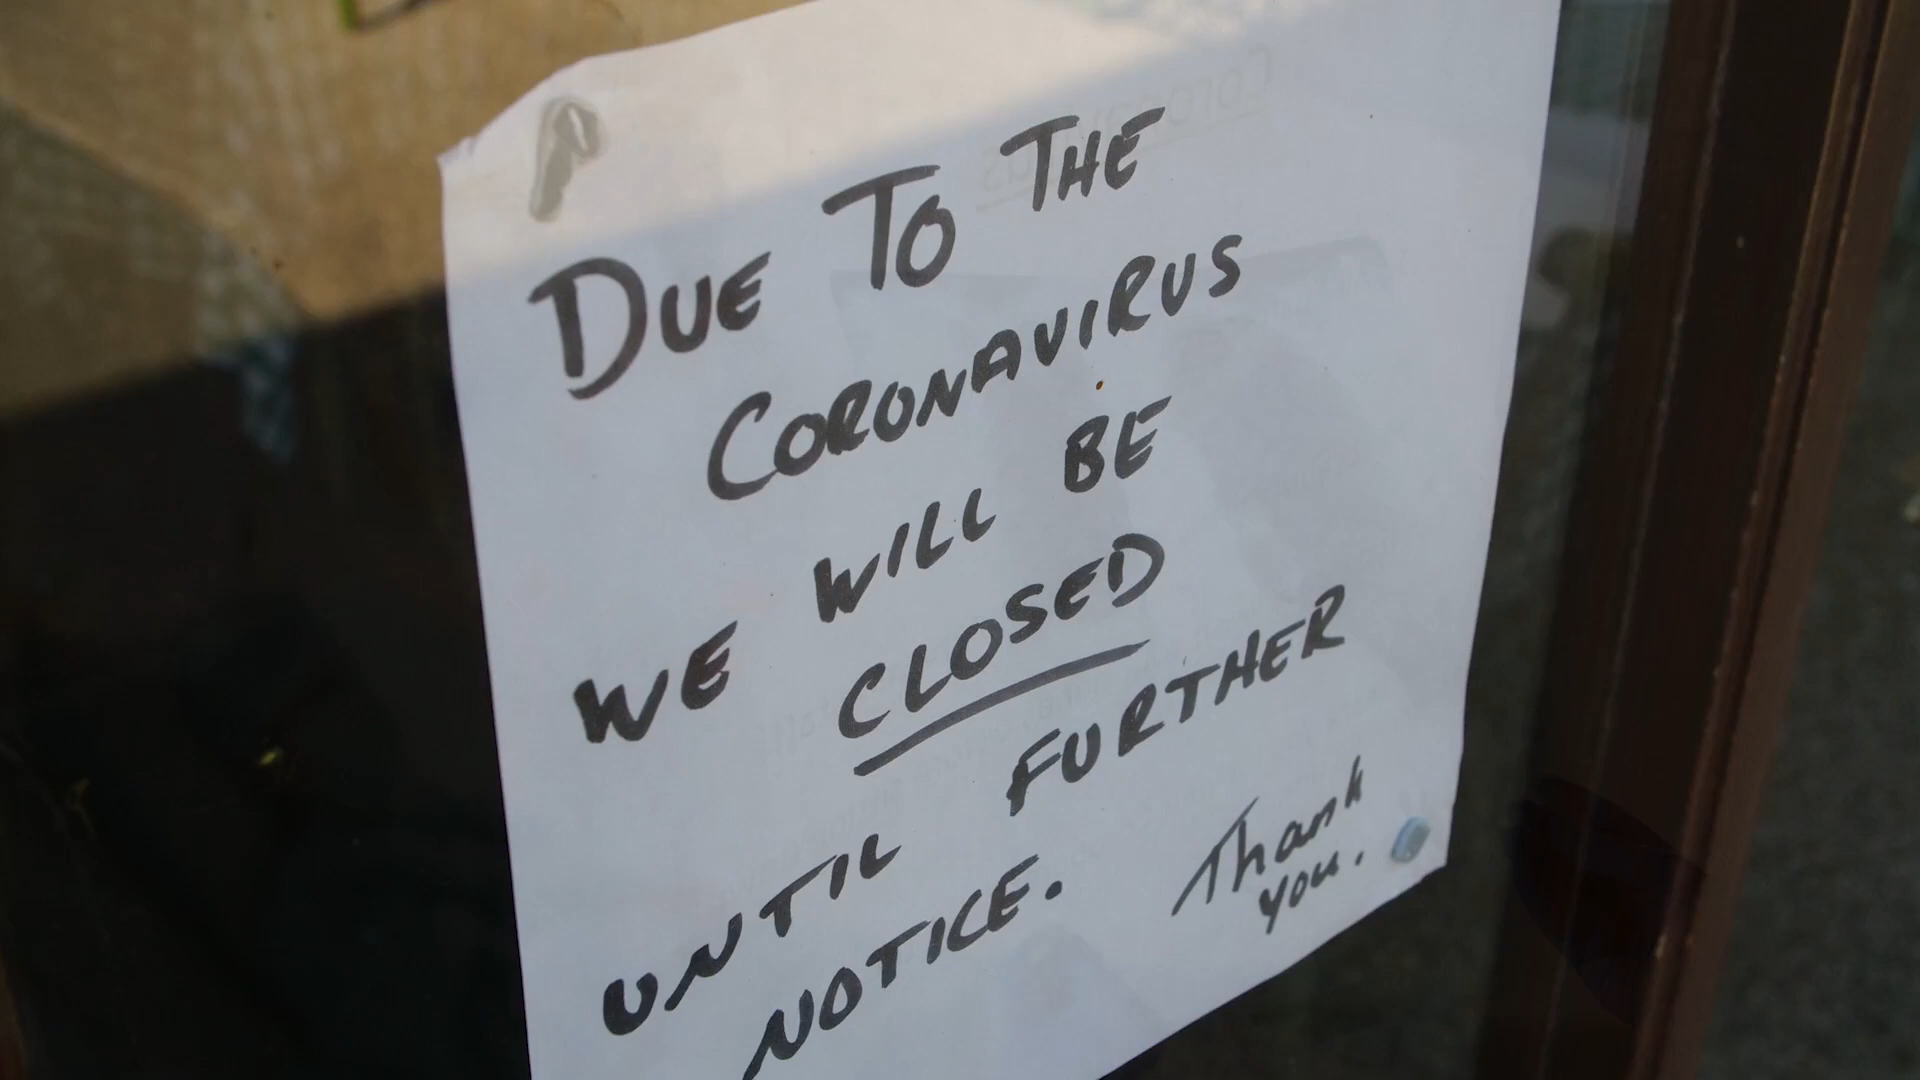 DUE TO THE
CORONAVIRUS
WE WILL BE
CLOSED
UNTIL FURTHER
NOTICE.
Thank
you.